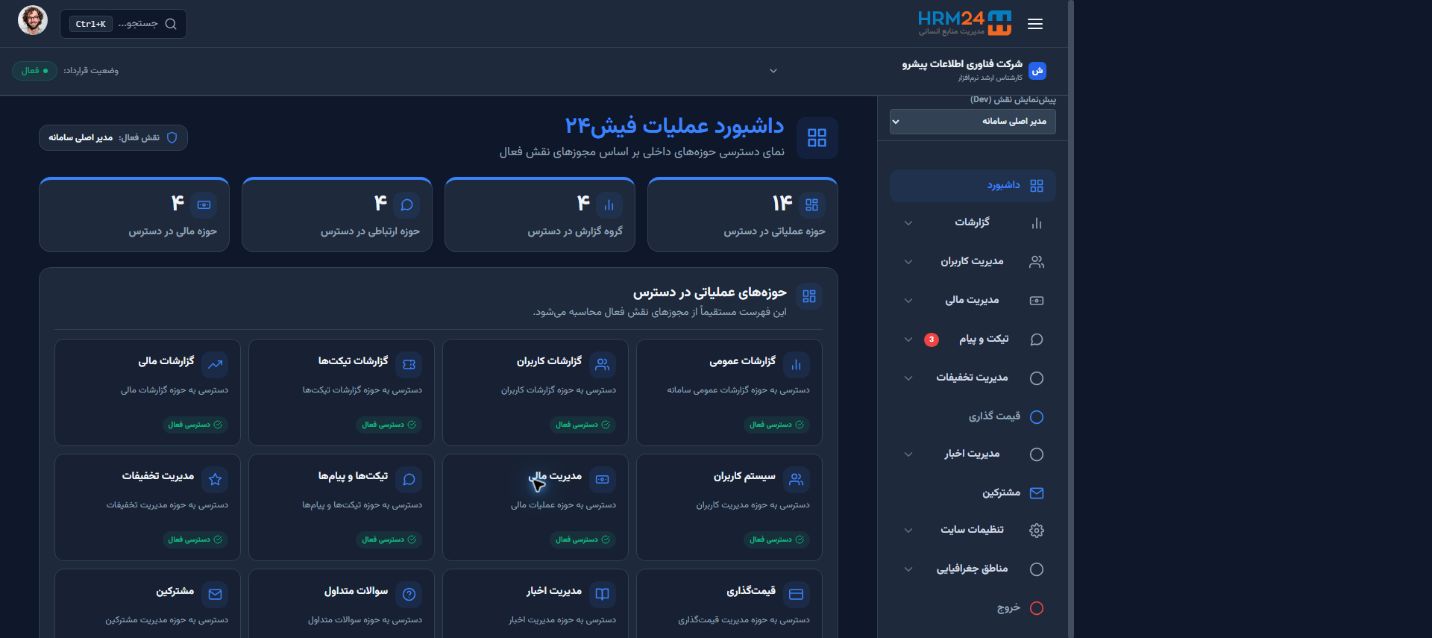 HRM24
مدیریت منابع انسانی
جستجو... Ctrl+K
شرکت فناوری اطلاعات پیشرو
ش
کارشناس ارشد نرم‌افزار
وضعیت قرارداد: فعال
پیش‌نمایش نقش (Dev)
مدیر اصلی سامانه
داشبورد
گزارشات
مدیریت کاربران
مدیریت مالی
تیکت و پیام 3
مدیریت تخفیفات
قیمت گذاری
مدیریت اخبار
مشترکین
تنظیمات سایت
مناطق جغرافیایی
خروج
داشبورد عملیات فیش۲۴
نمای دسترسی حوزه‌های داخلی بر اساس مجوزهای نقش فعال
نقش فعال: مدیر اصلی سامانه
۱۴
حوزه عملیاتی در دسترس
۴
گروه گزارش در دسترس
۴
حوزه ارتباطی در دسترس
۴
حوزه مالی در دسترس
حوزه‌های عملیاتی در دسترس
این فهرست مستقیماً از مجوزهای نقش فعال محاسبه می‌شود.
گزارشات عمومی
دسترسی به حوزه گزارشات عمومی سامانه
دسترسی فعال
گزارشات کاربران
دسترسی به حوزه گزارشات کاربران
دسترسی فعال
گزارشات تیکت‌ها
دسترسی به حوزه گزارشات تیکت‌ها
دسترسی فعال
گزارشات مالی
دسترسی به حوزه گزارشات مالی
دسترسی فعال
سیستم کاربران
دسترسی به حوزه مدیریت کاربران
دسترسی فعال
مدیریت مالی
دسترسی به حوزه عملیات مالی
دسترسی فعال
تیکت‌ها و پیام‌ها
دسترسی به حوزه تیکت‌ها و پیام‌ها
دسترسی فعال
مدیریت تخفیفات
دسترسی به حوزه مدیریت تخفیفات
دسترسی فعال
قیمت‌گذاری
دسترسی به حوزه مدیریت قیمت‌گذاری
مدیریت اخبار
دسترسی به حوزه مدیریت اخبار
سوالات متداول
دسترسی به حوزه سوالات متداول
مشترکین
دسترسی به حوزه مدیریت مشترکین